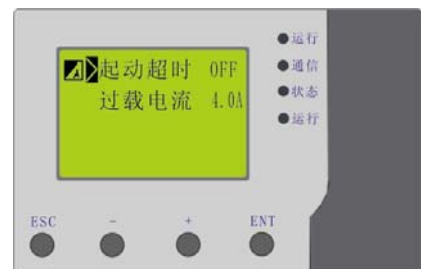 起动超时 OFF
过载电流 4.0A
运行
通信
状态
运行
ESC - + ENT